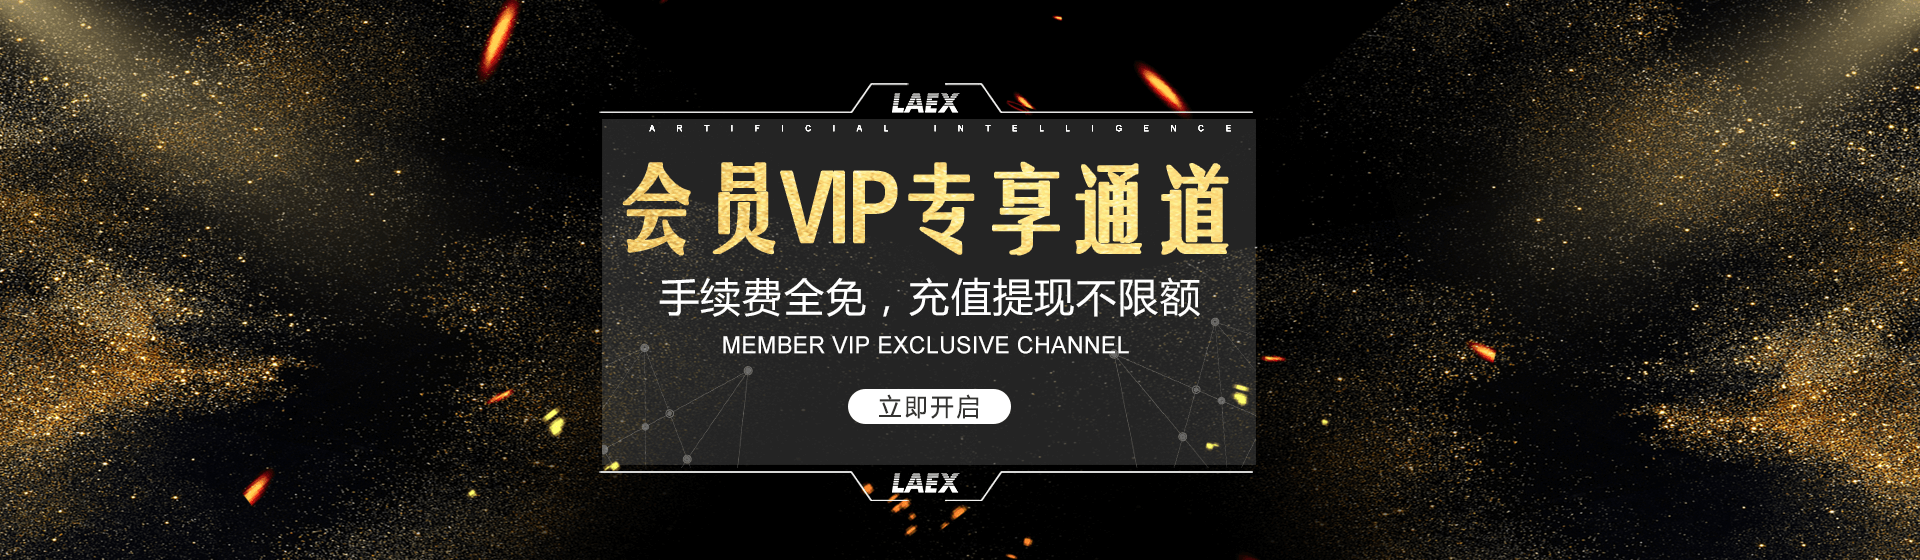 LAEX
ARTIFICIAL INTELLIGENCE
会员VIP专享通道
手续费全免，充值提现不限额
MEMBER VIP EXCLUSIVE CHANNEL
立即开启
LAEX